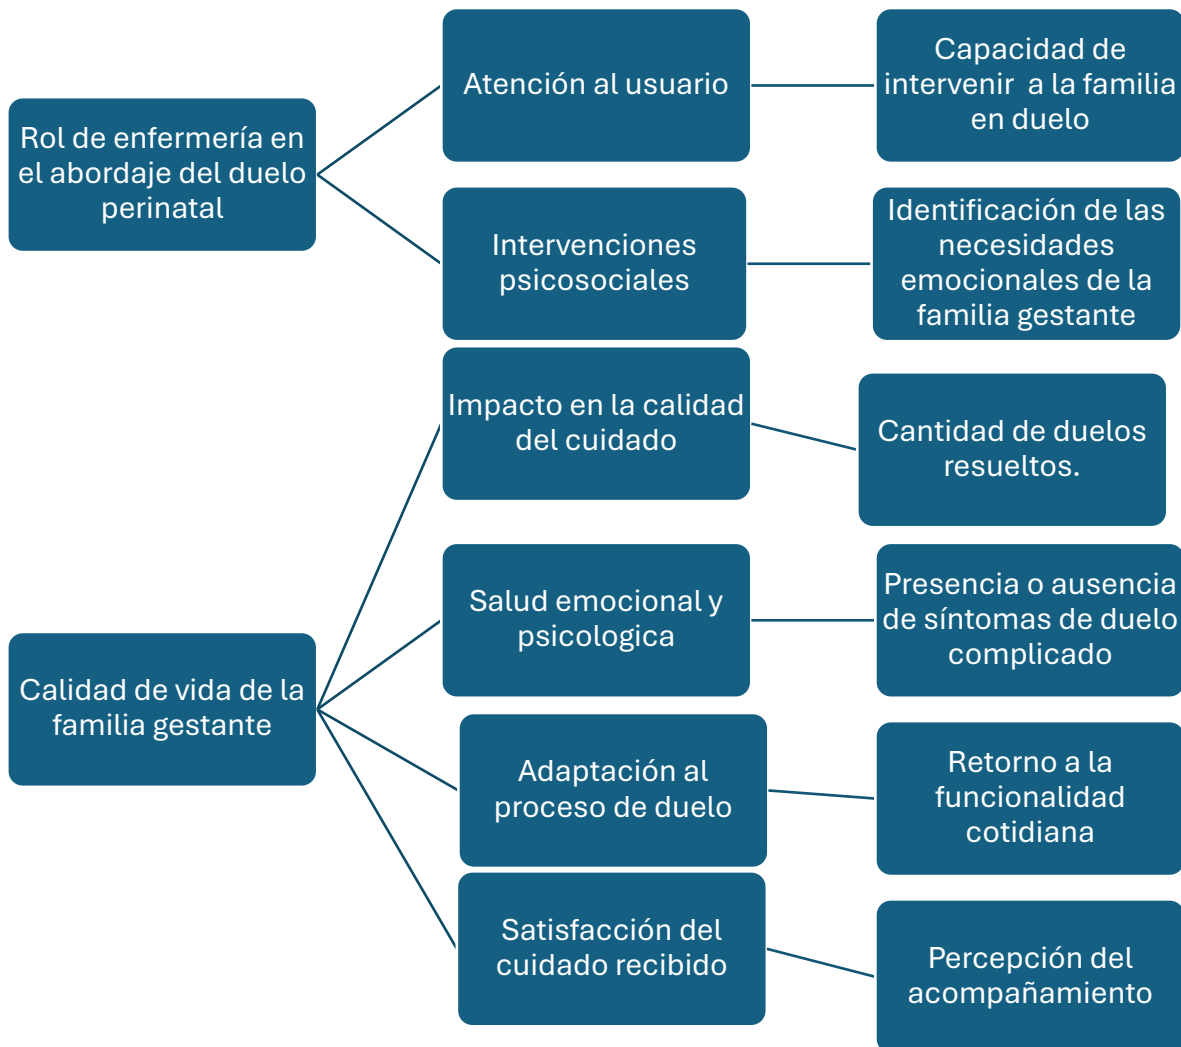 Rol de enfermería en
el abordaje del duelo
perinatal
Atención al usuario
Capacidad de
intervenir a la familia
en duelo
Intervenciones
psicosociales
Identificación de las
necesidades
emocionales de la
familia gestante
Calidad de vida de la
familia gestante
Impacto en la calidad
del cuidado
Cantidad de duelos
resueltos.
Salud emocional y
psicologica
Presencia o ausencia
de síntomas de duelo
complicado
Adaptación al
proceso de duelo
Retorno a la
funcionalidad
cotidiana
Satisfacción del
cuidado recibido
Percepción del
acompañamiento